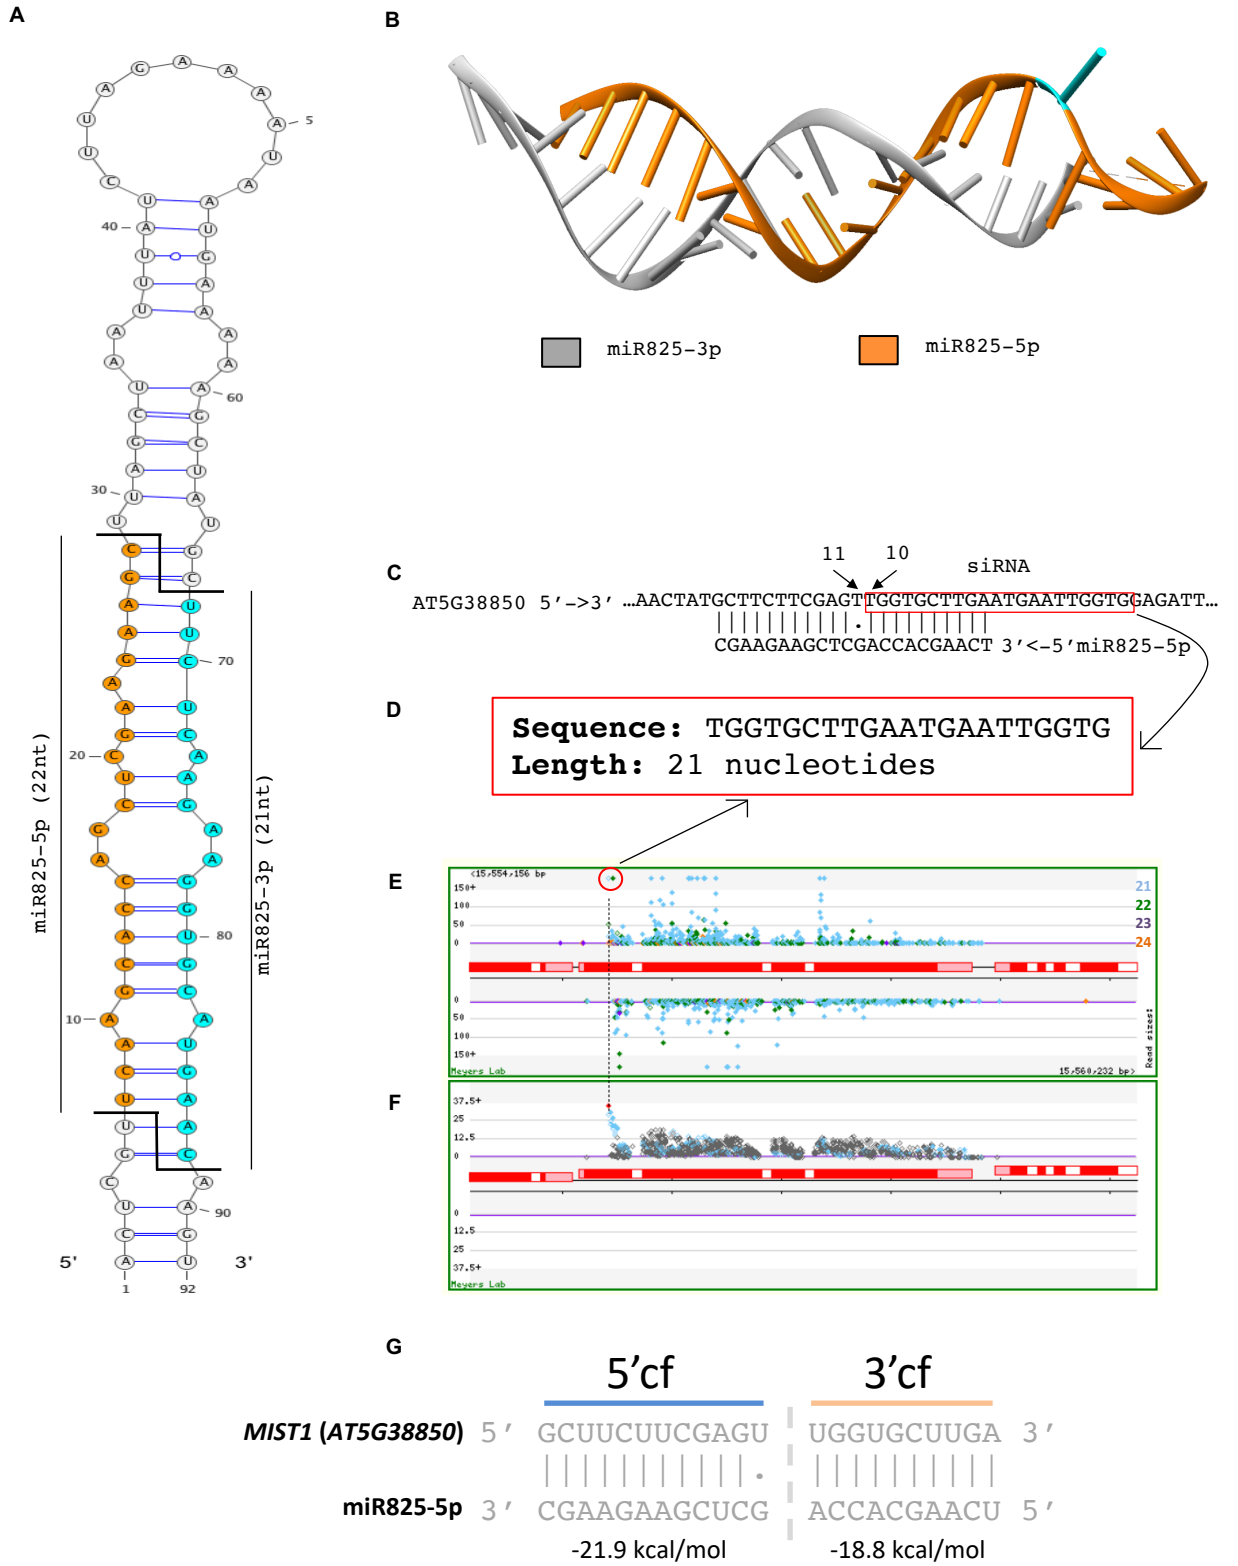 A
B
5
40
60
30
miR825-5p (22nt)
70
20
miR825-3p (21nt)
80
10
90
5' 3'
1 92
miR825-3p
miR825-5p
C
11 10 siRNA
AT5G38850 5’->3’ …AACTATGCTTCTTCGAGTTGGTGCTTGAATGAATTGGTGGAGATT…
CGAAGAAGCTCGACCACGAACT 3’<-5’miR825-5p
D
Sequence: TGGTGCTTGAATGAATTGGTG
Length: 21 nucleotides
E
<15,554,156 bp
150+
100
50
0
21
22
23
24
0
50
100
150+
Meyers Lab
15,560,232 bp>
Read sizes:
F
37.5+
25
12.5
0
0
12.5
25
37.5+
Meyers Lab
G
5’cf 3’cf
MIST1 (AT5G38850) 5’ GCUUCUUCGAGU UGGUGCUUGA 3’
miR825-5p 3’ CGAAGAAGCUCG ACCACGAACU 5’
-21.9 kcal/mol -18.8 kcal/mol